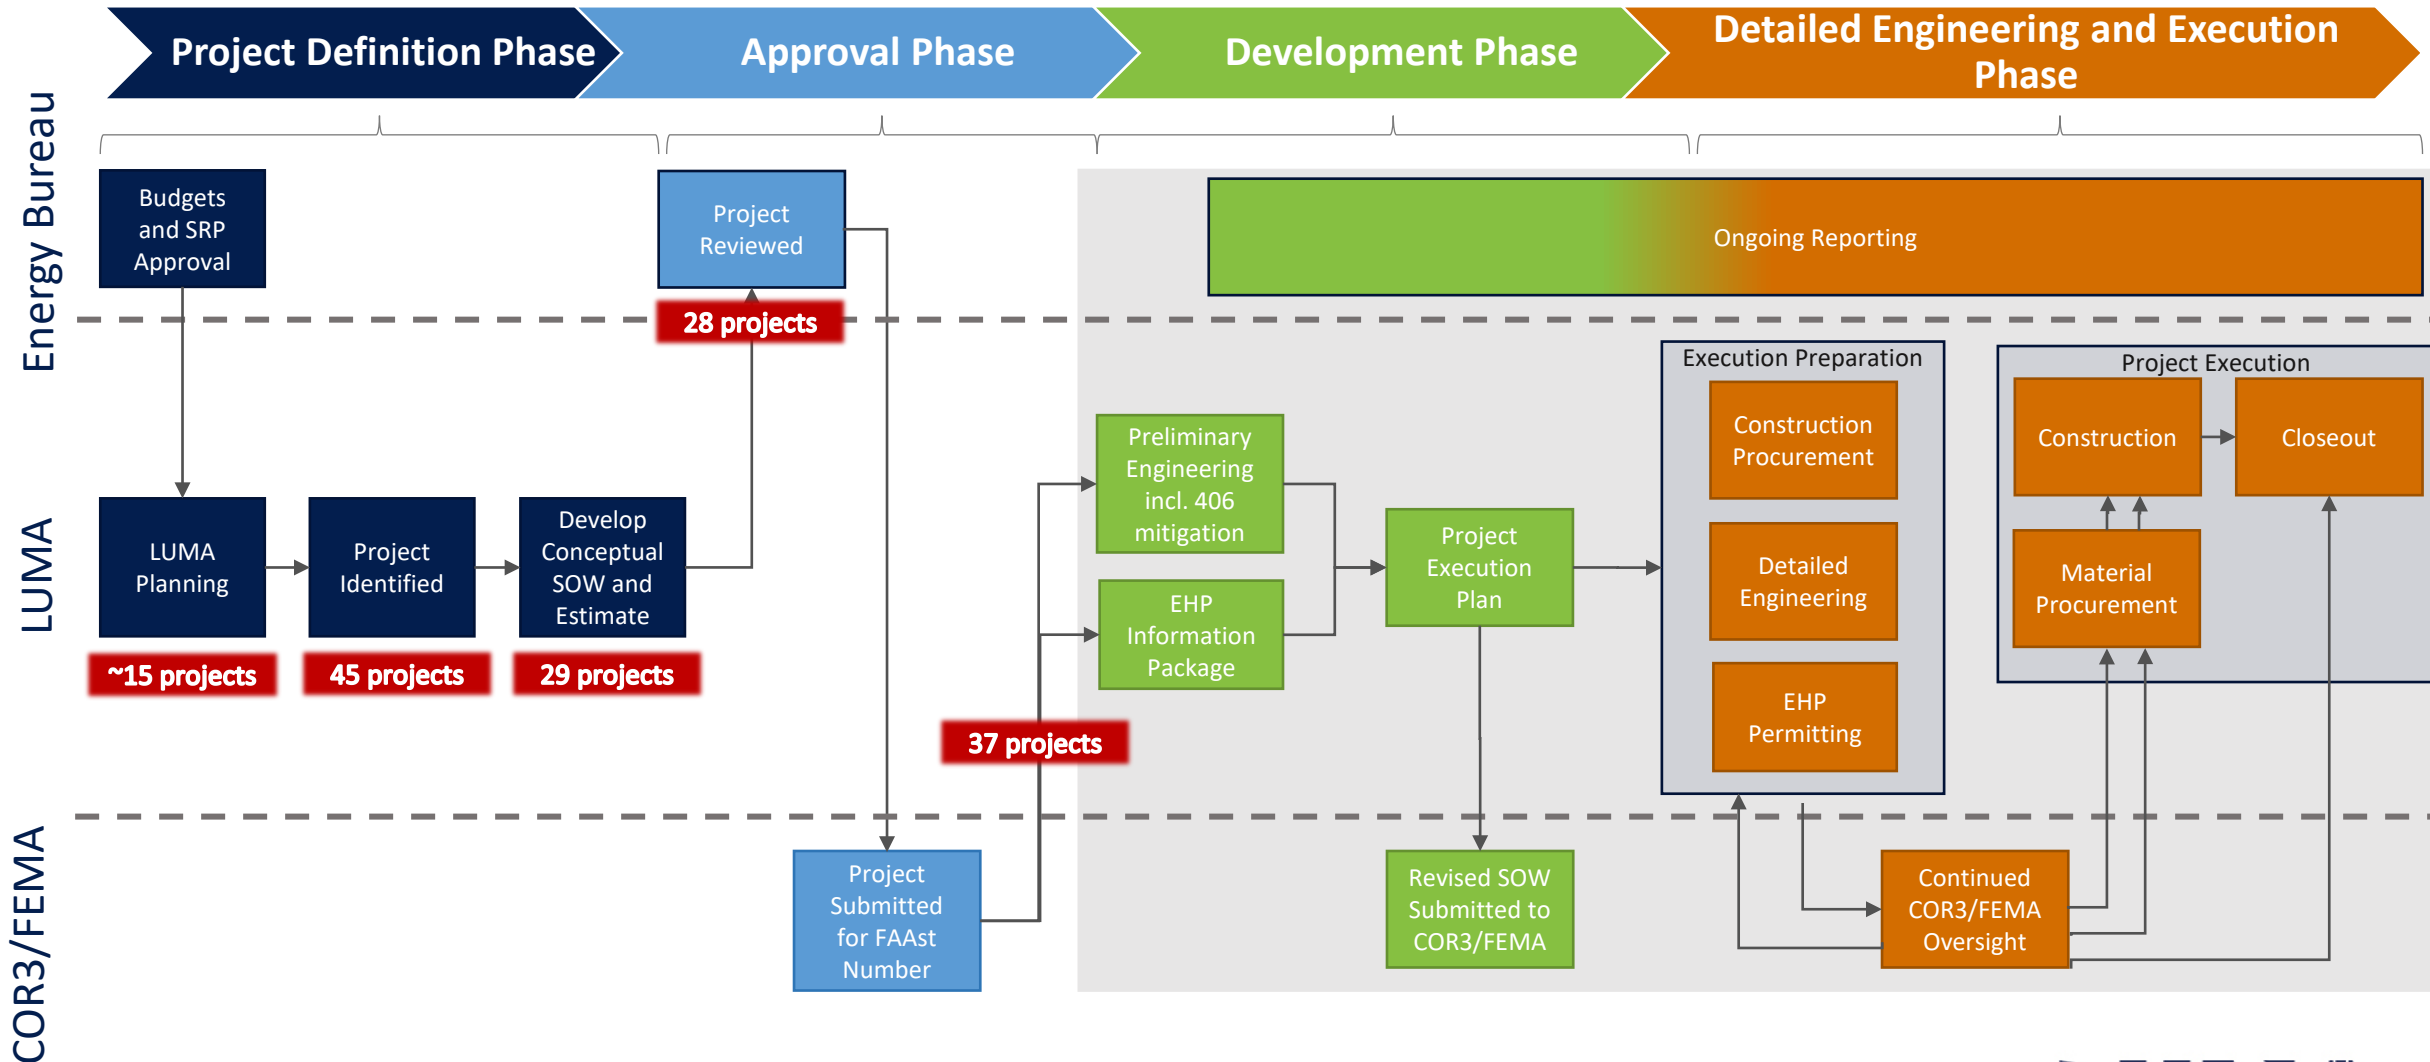 Project Definition Phase
Approval Phase
Development Phase
Detailed Engineering and Execution
Phase
Energy Bureau
Budgets
and SRP
Approval
Project
Reviewed
Ongoing Reporting
28 projects
LUMA
LUMA
Planning
Project
Identified
Develop
Conceptual
SOW and
Estimate
~15 projects
45 projects
29 projects
37 projects
Preliminary
Engineering
incl. 406
mitigation
EHP
Information
Package
Project
Execution
Plan
Execution Preparation
Construction
Procurement
Detailed
Engineering
EHP
Permitting
Project Execution
Construction
Closeout
Material
Procurement
COR3/FEMA
Project
Submitted
for FAAst
Number
Revised SOW
Submitted to
COR3/FEMA
Continued
COR3/FEMA
Oversight